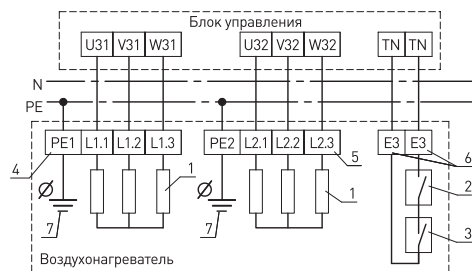 Блок управления
U31 V31 W31 U32 V32 W32 TN TN
N
PE
PE1 L1.1 L1.2 L1.3 PE2 L2.1 L2.2 L2.3 E3 E3
4 1 5 6
1 2
7 7 3
Воздухонагреватель